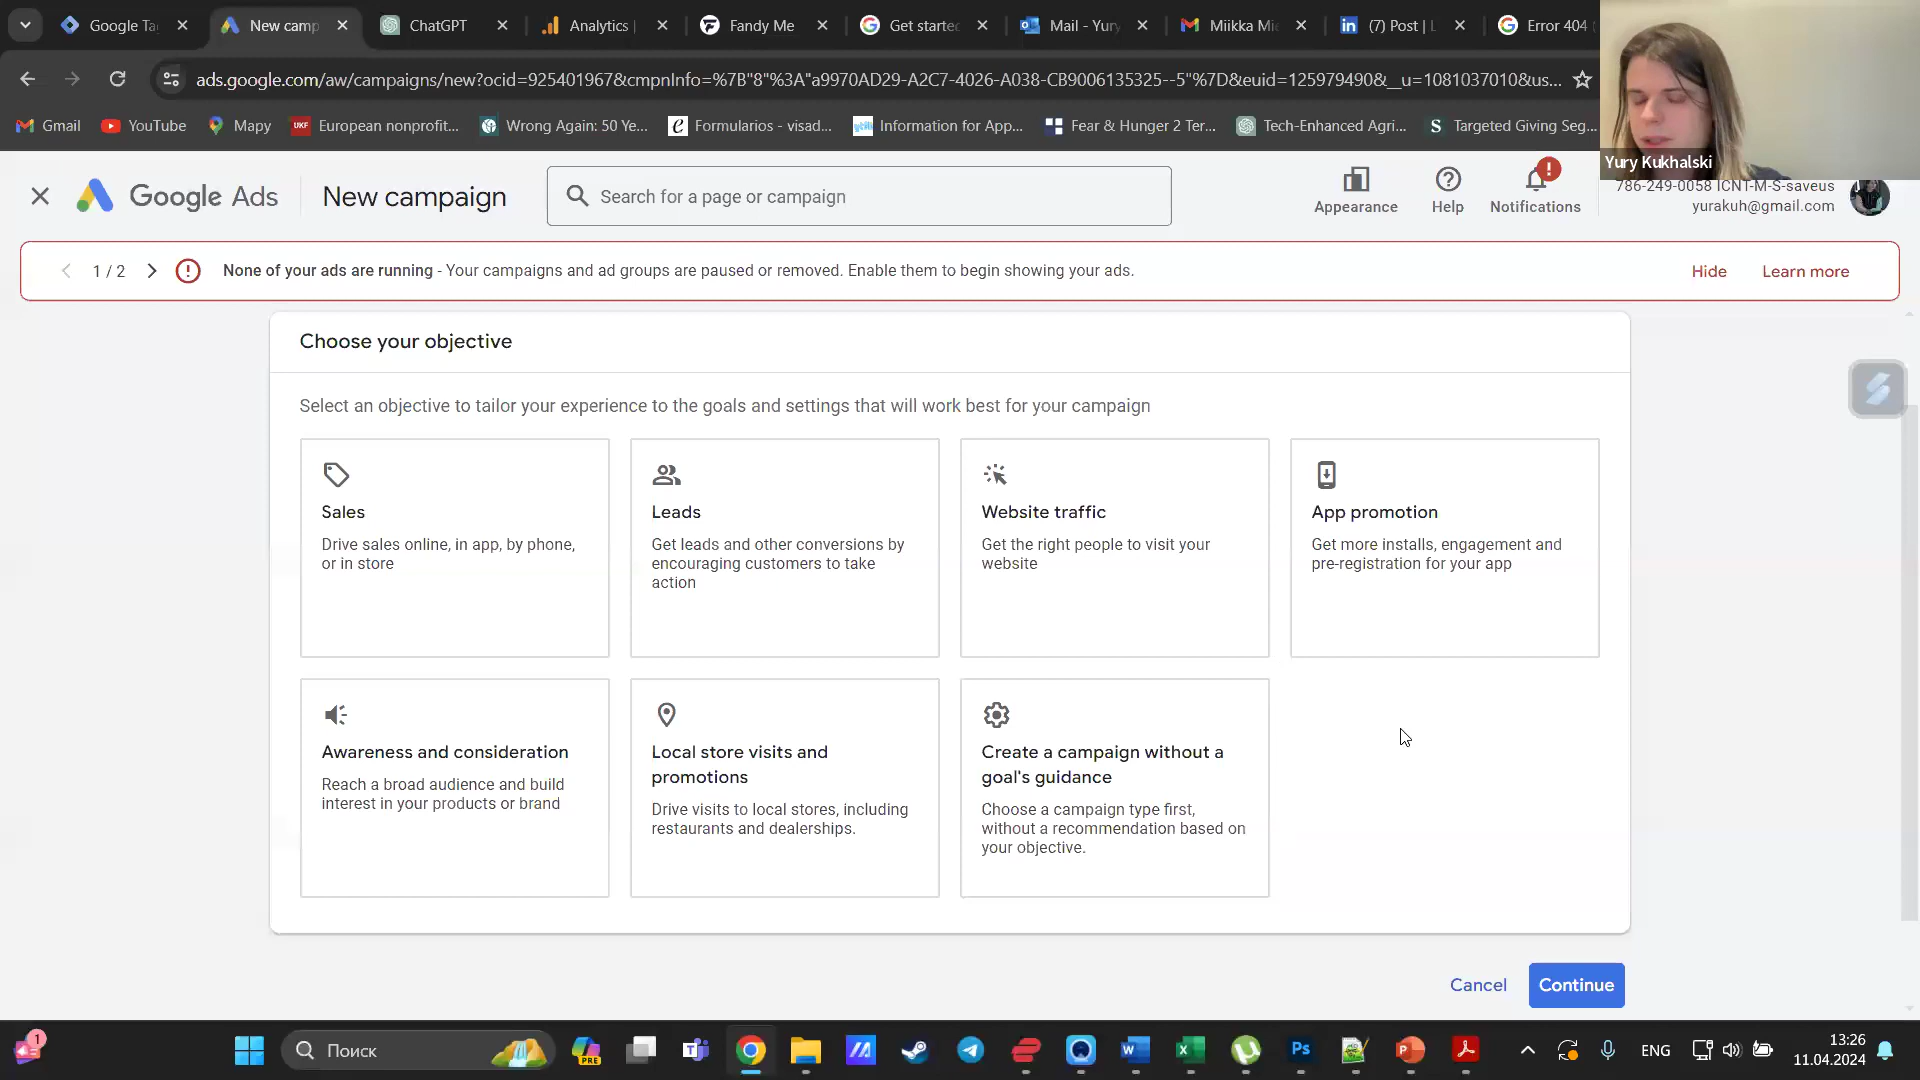 Google Ta
New camp
ChatGPT
Analytics |
Fandy Me
Get starte
Mail - Yury
Miikka Mie
(7) Post | L
Error 404
ads.google.com/aw/campaigns/new?ocid=925401967&cmpnInfo=%7B"8"%3A"a9970AD29-A2C7-4026-A038-CB9006135325--5"%7D&euid=125979490&__u=1081037010&us...
Gmail
YouTube
Mapy
European nonprofit...
Wrong Again: 50 Ye...
Formularios - visad...
Information for App...
Fear & Hunger 2 Ter...
Tech-Enhanced Agri...
Targeted Giving Seg...
Yury Kukhalski
Google Ads
New campaign
Search for a page or campaign
Appearance
Help
Notifications
786-249-0058 ICNT-M-S-saveus
yurakuh@gmail.com
1 / 2
None of your ads are running - Your campaigns and ad groups are paused or removed. Enable them to begin showing your ads.
Hide
Learn more
Choose your objective
Select an objective to tailor your experience to the goals and settings that will work best for your campaign
Sales
Drive sales online, in app, by phone,
or in store
Leads
Get leads and other conversions by
encouraging customers to take
action
Website traffic
Get the right people to visit your
website
App promotion
Get more installs, engagement and
pre-registration for your app
Awareness and consideration
Reach a broad audience and build
interest in your products or brand
Local store visits and
promotions
Drive visits to local stores, including
restaurants and dealerships.
Create a campaign without a
goal's guidance
Choose a campaign type first,
without a recommendation based on
your objective.
Cancel
Continue
1
Поиск
PRE
ENG
13:26
11.04.2024